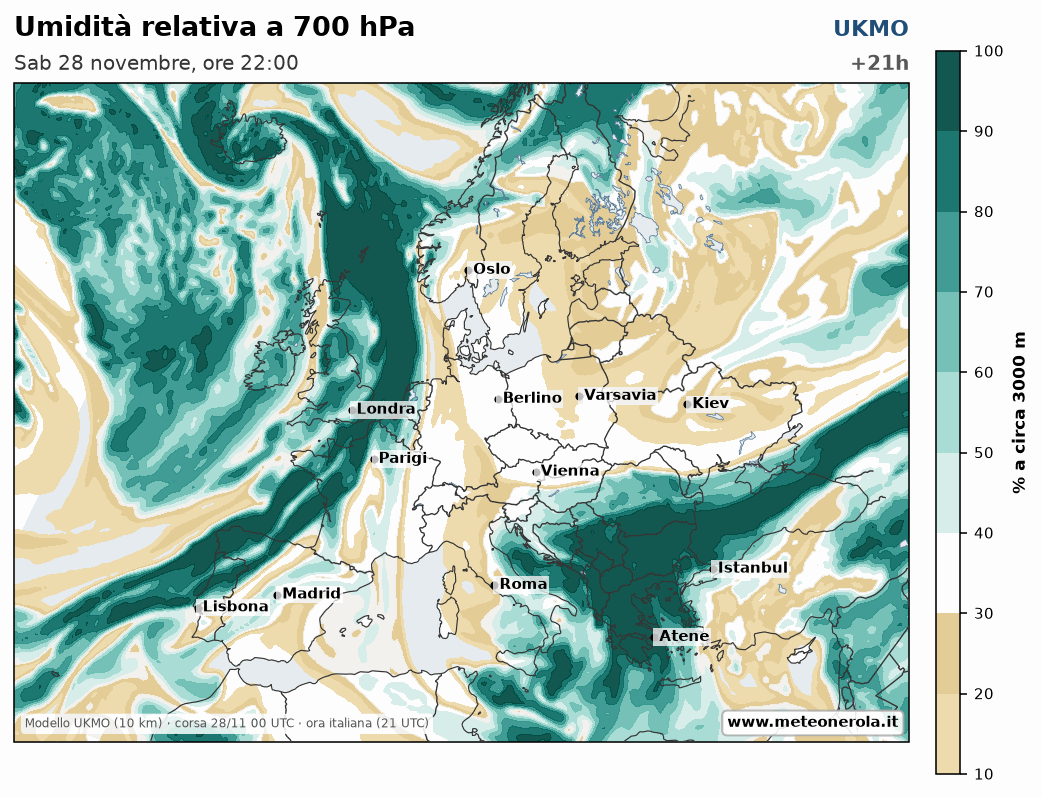 Umidità relativa a 700 hPa
UKMO
Sab 28 novembre, ore 22:00
+21h
100
90
80
70
60
50
40
30
20
10
% a circa 3000 m
Oslo
Londra
Berlino
Varsavia
Kiev
Parigi
Vienna
Istanbul
Roma
Madrid
Lisbona
Atene
Modello UKMO (10 km) · corsa 28/11 00 UTC · ora italiana (21 UTC)
www.meteonerola.it